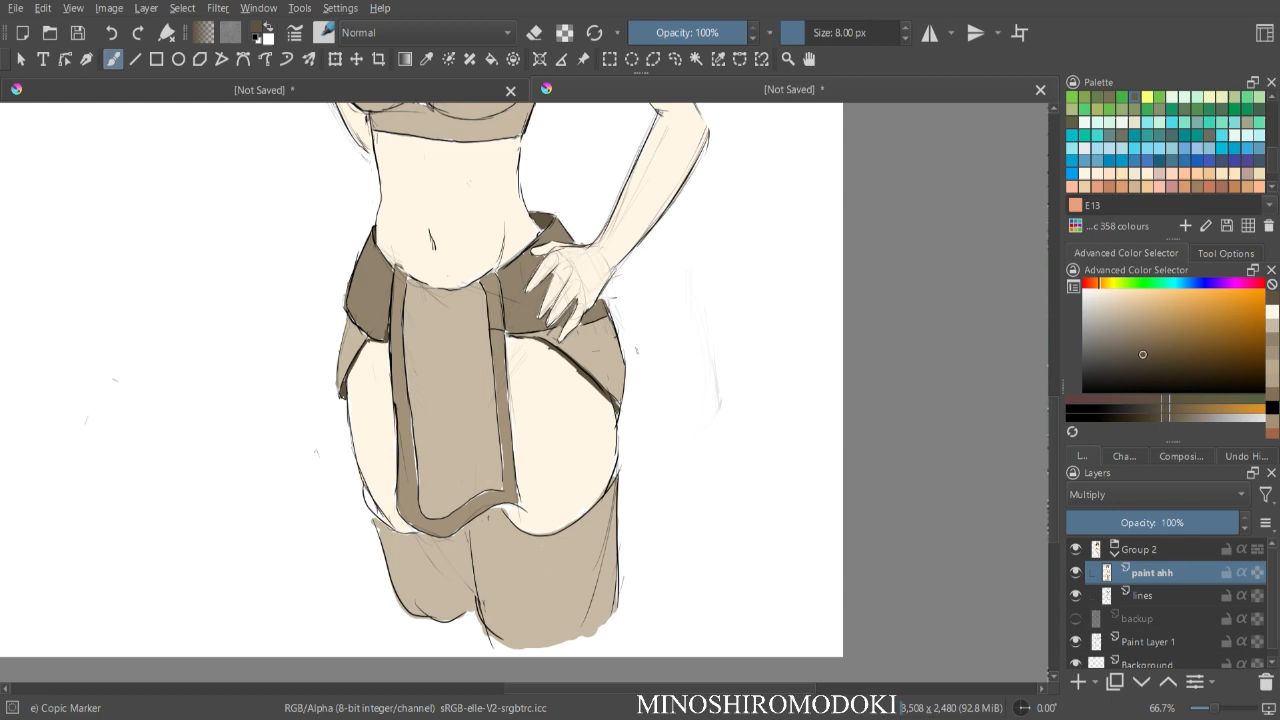 File Edit View Image Layer Select Filter Tools Window Settings Help
Normal Opacity: 100% Size: 8.00 px
[Not Saved] * [Not Saved] *
Palette
E13
...c 358 colours
Advanced Color Selector Tool Options
Advanced Color Selector
L... Cha... Composi... Undo Hi...
Layers
Multiply
Opacity: 100%
Group 2
paint ahh
lines
backup
Paint Layer 1
Background
e) Copic Marker RGB/Alpha (8-bit integer/channel) sRGB-elle-V2-srgbtrc.icc MINOSHIROMODOKI 3,508 x 2,480 (92.8 MiB) 0.00° 66.7%